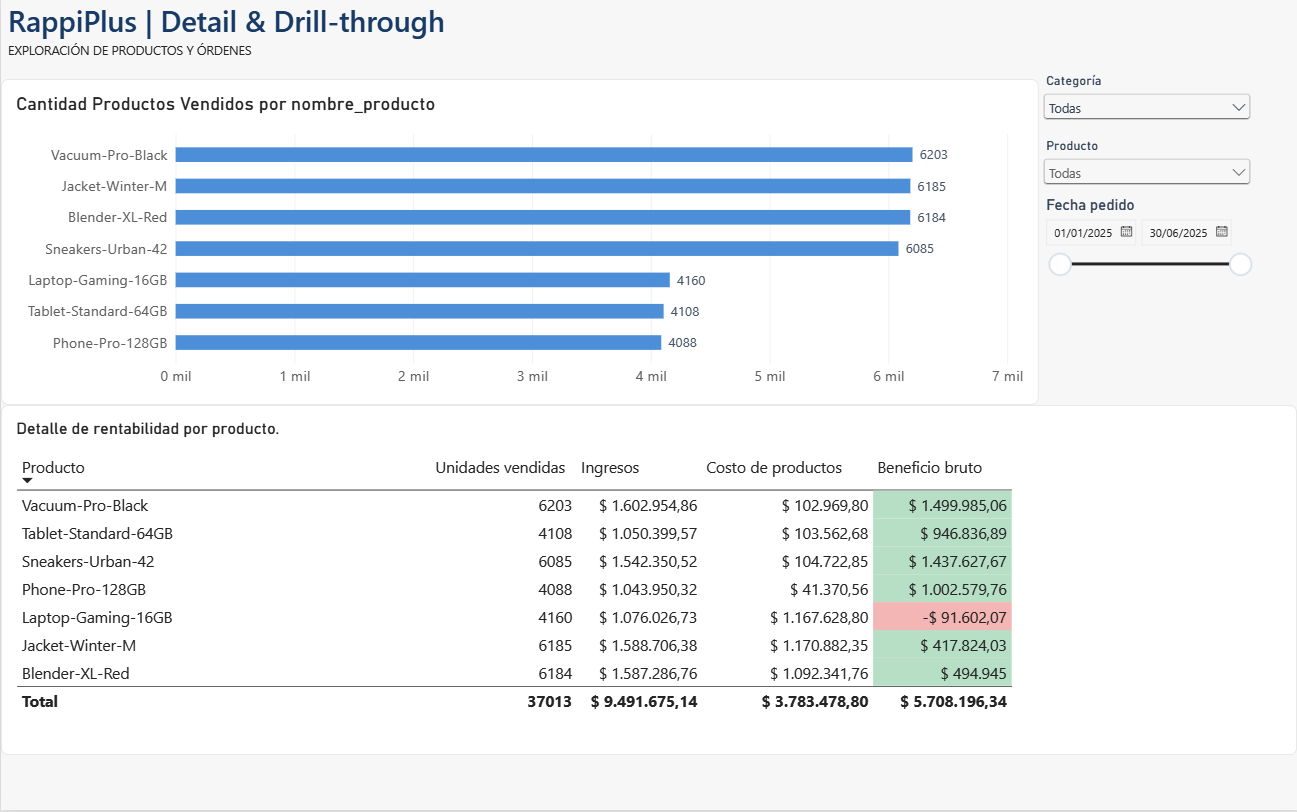 RappiPlus | Detail & Drill-through
EXPLORACIÓN DE PRODUCTOS Y ÓRDENES
Cantidad Productos Vendidos por nombre_producto
Vacuum-Pro-Black 6203
Jacket-Winter-M 6185
Blender-XL-Red 6184
Sneakers-Urban-42 6085
Laptop-Gaming-16GB 4160
Tablet-Standard-64GB 4108
Phone-Pro-128GB 4088
0 mil 1 mil 2 mil 3 mil 4 mil 5 mil 6 mil 7 mil
Categoría
Todas
Producto
Todas
Fecha pedido
01/01/2025 30/06/2025
Detalle de rentabilidad por producto.
Producto Unidades vendidas Ingresos Costo de productos Beneficio bruto
Vacuum-Pro-Black 6203 $ 1.602.954,86 $ 102.969,80 $ 1.499.985,06
Tablet-Standard-64GB 4108 $ 1.050.399,57 $ 103.562,68 $ 946.836,89
Sneakers-Urban-42 6085 $ 1.542.350,52 $ 104.722,85 $ 1.437.627,67
Phone-Pro-128GB 4088 $ 1.043.950,32 $ 41.370,56 $ 1.002.579,76
Laptop-Gaming-16GB 4160 $ 1.076.026,73 $ 1.167.628,80 -$ 91.602,07
Jacket-Winter-M 6185 $ 1.588.706,38 $ 1.170.882,35 $ 417.824,03
Blender-XL-Red 6184 $ 1.587.286,76 $ 1.092.341,76 $ 494.945
Total 37013 $ 9.491.675,14 $ 3.783.478,80 $ 5.708.196,34